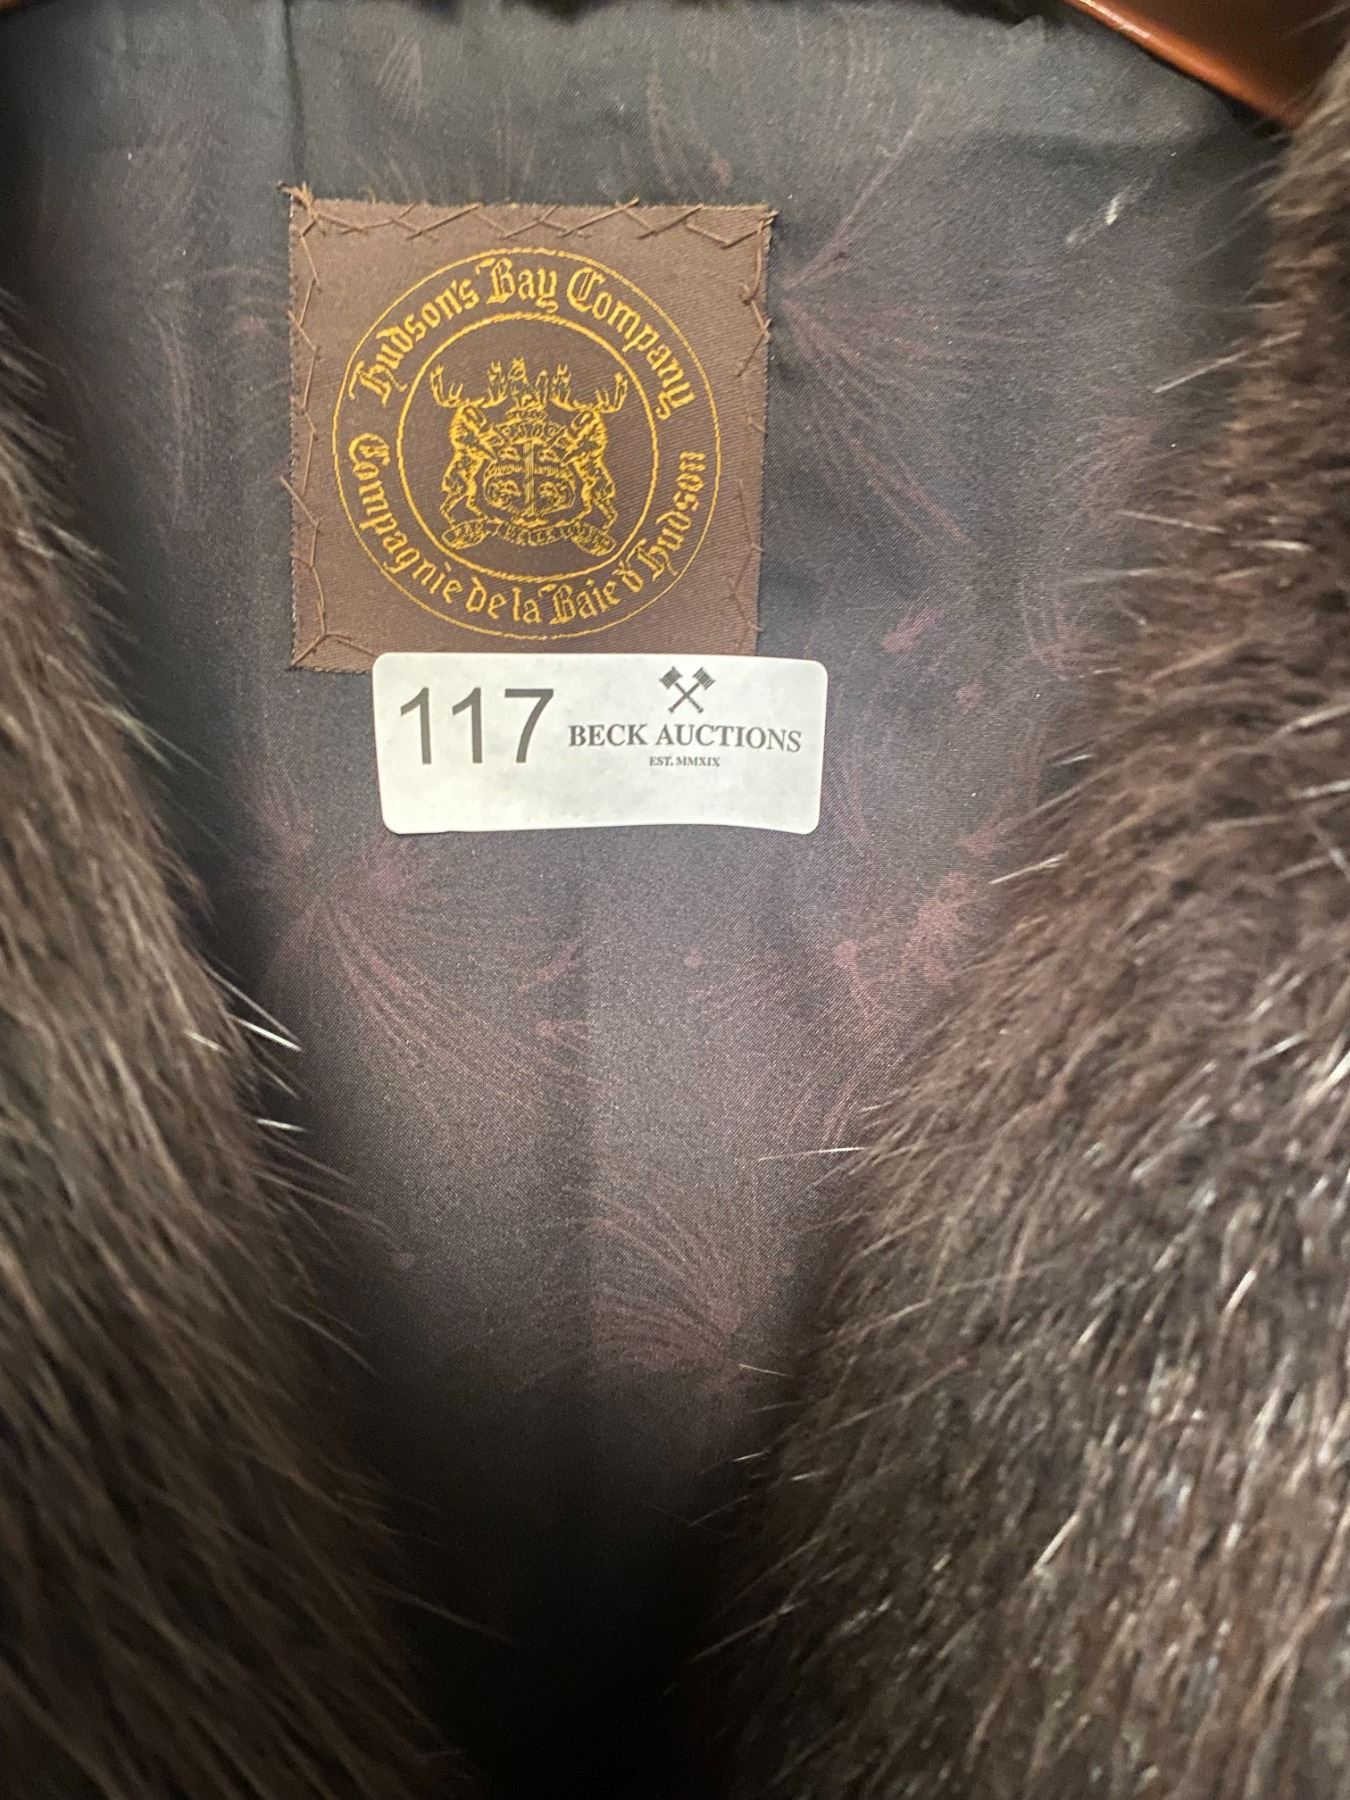 Hudson's Bay Company
Compagnie de la Baie d'Hudson
117
BECK AUCTIONS
EST. MMXIX